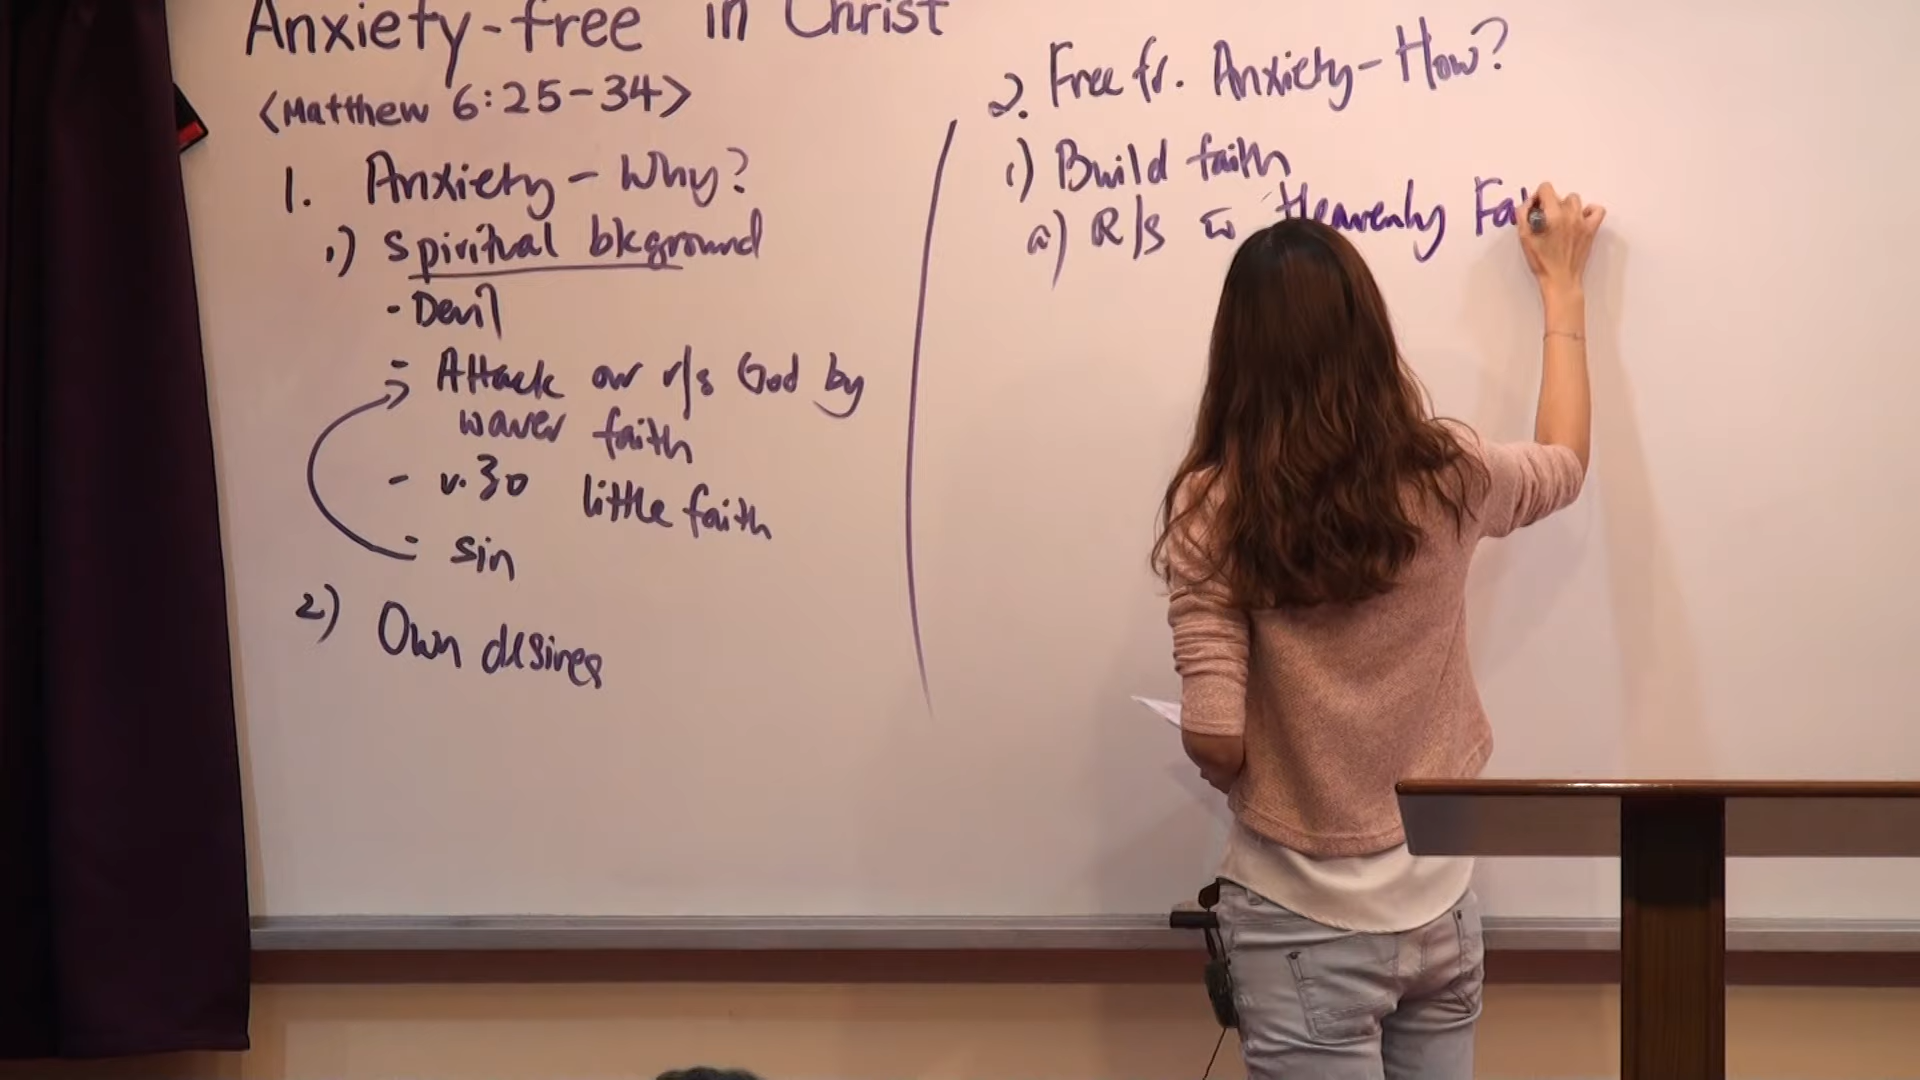 Anxiety-free in Christ
<Matthew 6:25-34>
1. Anxiety - Why?
1) Spiritual bkground
- Devil
- Attack our r/s God by
waver faith
- v.30 little faith
- sin
2) Own desires
2. Free fr. Anxiety - How?
1) Build faith
a) R/s w Heavenly Fa